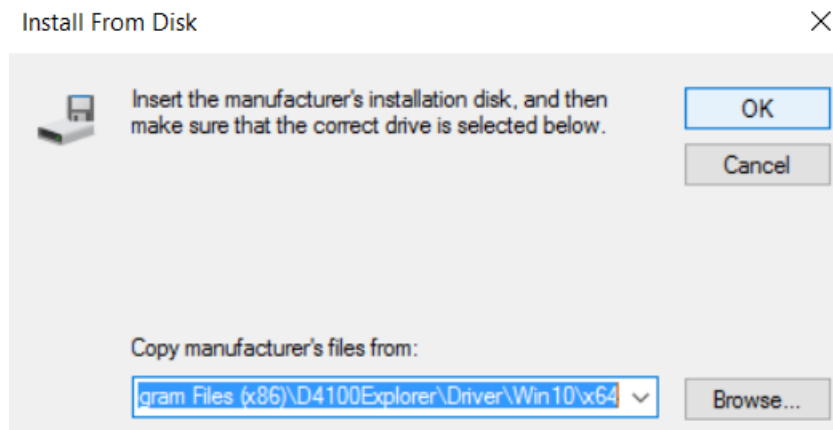 Install From Disk
Insert the manufacturer's installation disk, and then
make sure that the correct drive is selected below.
OK
Cancel
Copy manufacturer's files from:
gram Files (x86)\D4100Explorer\Driver\Win10\x64
Browse...